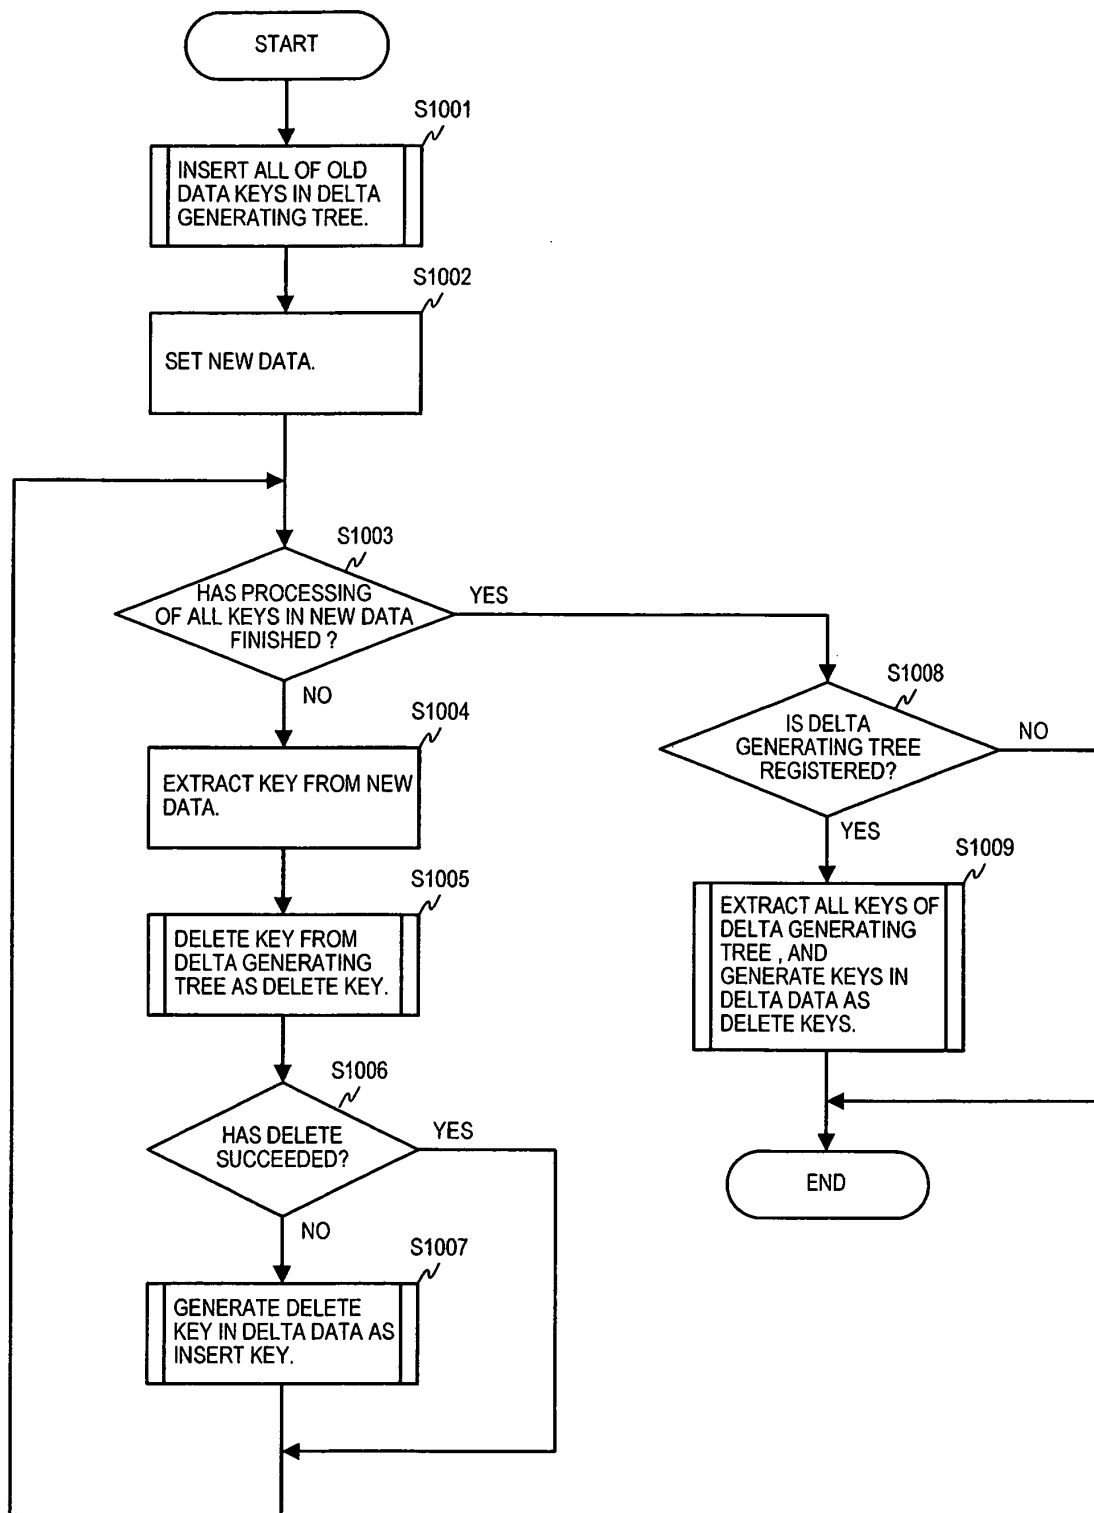 START
S1001
INSERT ALL OF OLD
DATA KEYS IN DELTA
GENERATING TREE.
S1002
SET NEW DATA.
S1003
HAS PROCESSING
OF ALL KEYS IN NEW DATA
FINISHED ?
YES
NO
S1004
EXTRACT KEY FROM NEW
DATA.
S1005
DELETE KEY FROM
DELTA GENERATING
TREE AS DELETE KEY.
S1006
HAS DELETE
SUCCEEDED?
YES
NO
S1007
GENERATE DELETE
KEY IN DELTA DATA AS
INSERT KEY.
S1008
IS DELTA
GENERATING TREE
REGISTERED?
NO
YES
S1009
EXTRACT ALL KEYS OF
DELTA GENERATING
TREE , AND
GENERATE KEYS IN
DELTA DATA AS
DELETE KEYS.
END